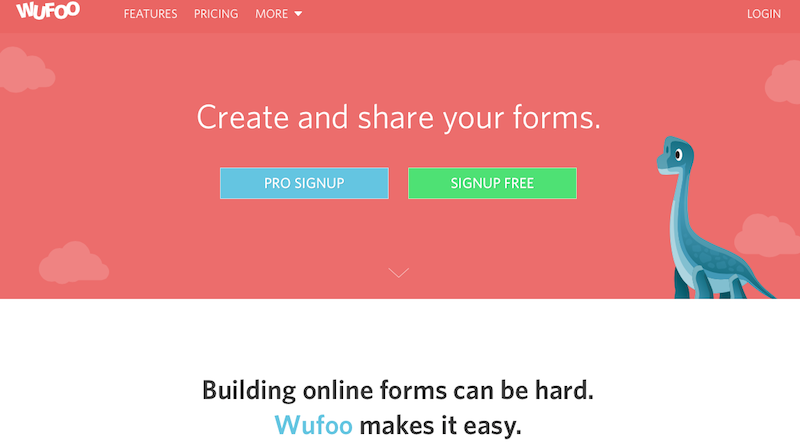 WUFOO
FEATURES PRICING MORE LOGIN
Create and share your forms.
PRO SIGNUP SIGNUP FREE
Building online forms can be hard.
Wufoo makes it easy.